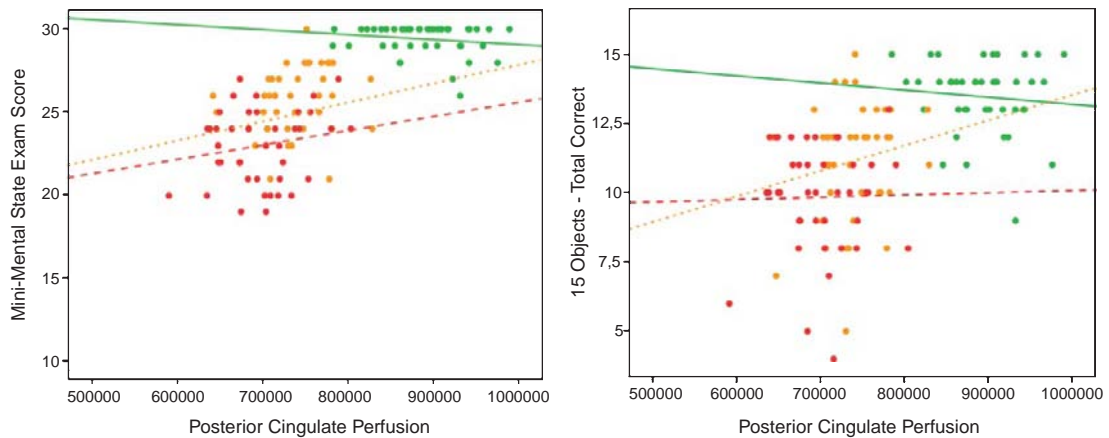 Mini-Mental State Exam Score
30
25
20
15
10
500000 600000 700000 800000 900000 1000000
Posterior Cingulate Perfusion
15 Objects - Total Correct
15
12,5
10
7,5
5
500000 600000 700000 800000 900000 1000000
Posterior Cingulate Perfusion